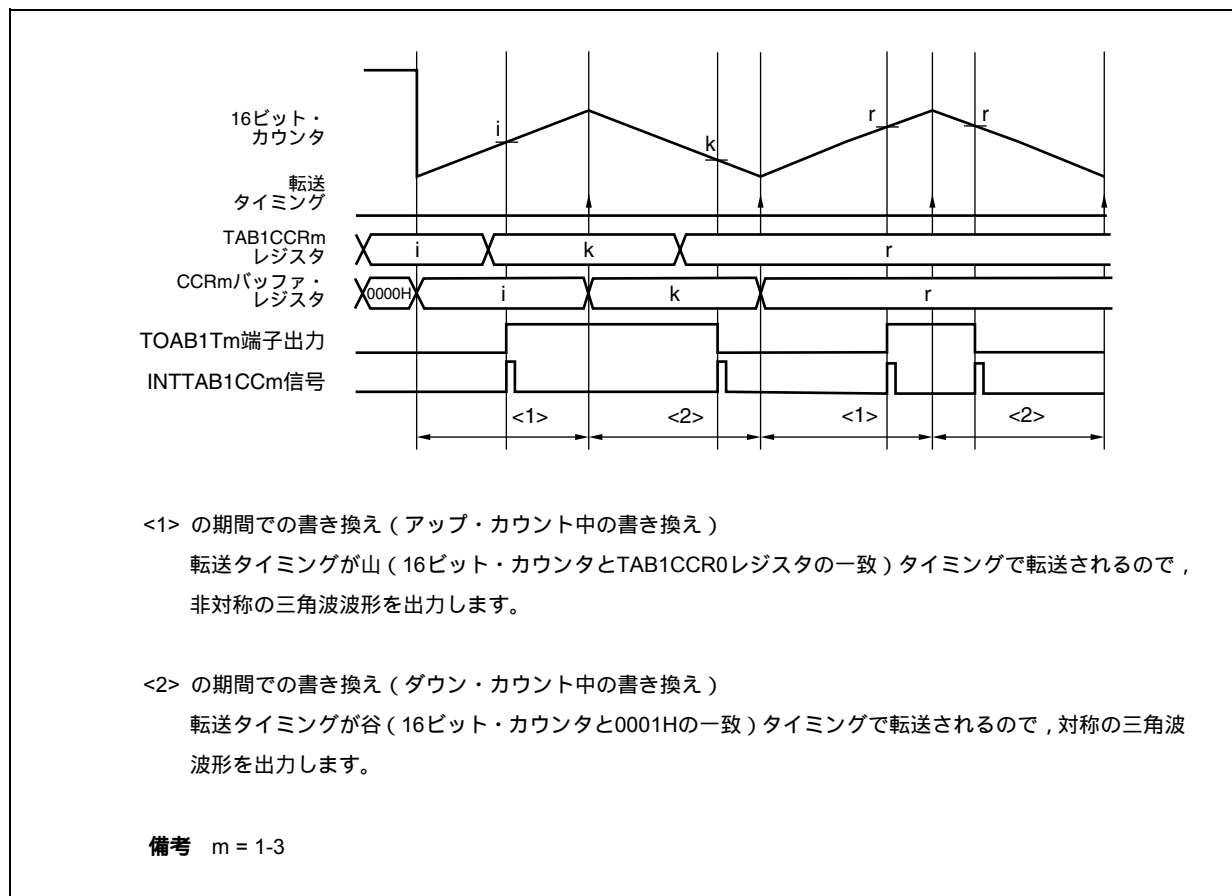 16ビット・
カウンタ
i
k
r
r
転送
タイミング
TAB1CCRm
レジスタ
i
k
r
CCRmバッファ・
レジスタ
0000H
i
k
r
TOAB1Tm端子出力
INTTAB1CCm信号
<1>
<2>
<1>
<2>
<1> の期間での書き換え（アップ・カウント中の書き換え）
転送タイミングが山（16ビット・カウンタとTAB1CCR0レジスタの一致）タイミングで転送されるので，
非対称の三角波波形を出力します。
<2> の期間での書き換え（ダウン・カウント中の書き換え）
転送タイミングが谷（16ビット・カウンタと0001Hの一致）タイミングで転送されるので，対称の三角波
波形を出力します。
備考 m = 1-3